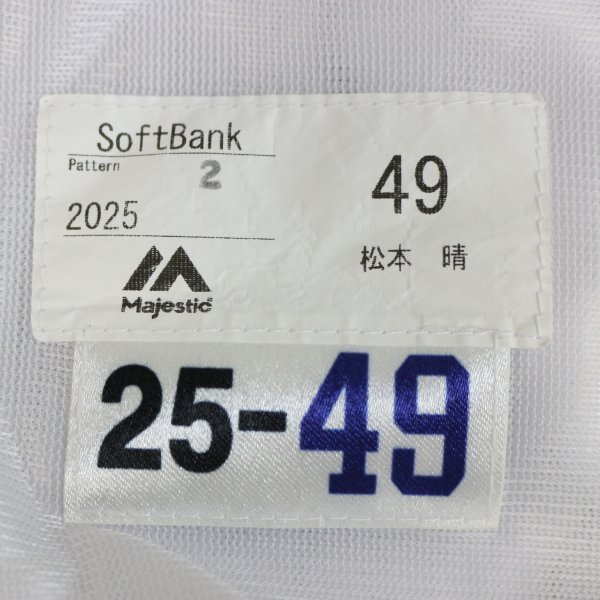 SoftBank
Pattern 2
2025
Majestic
49
松本 晴
25-49